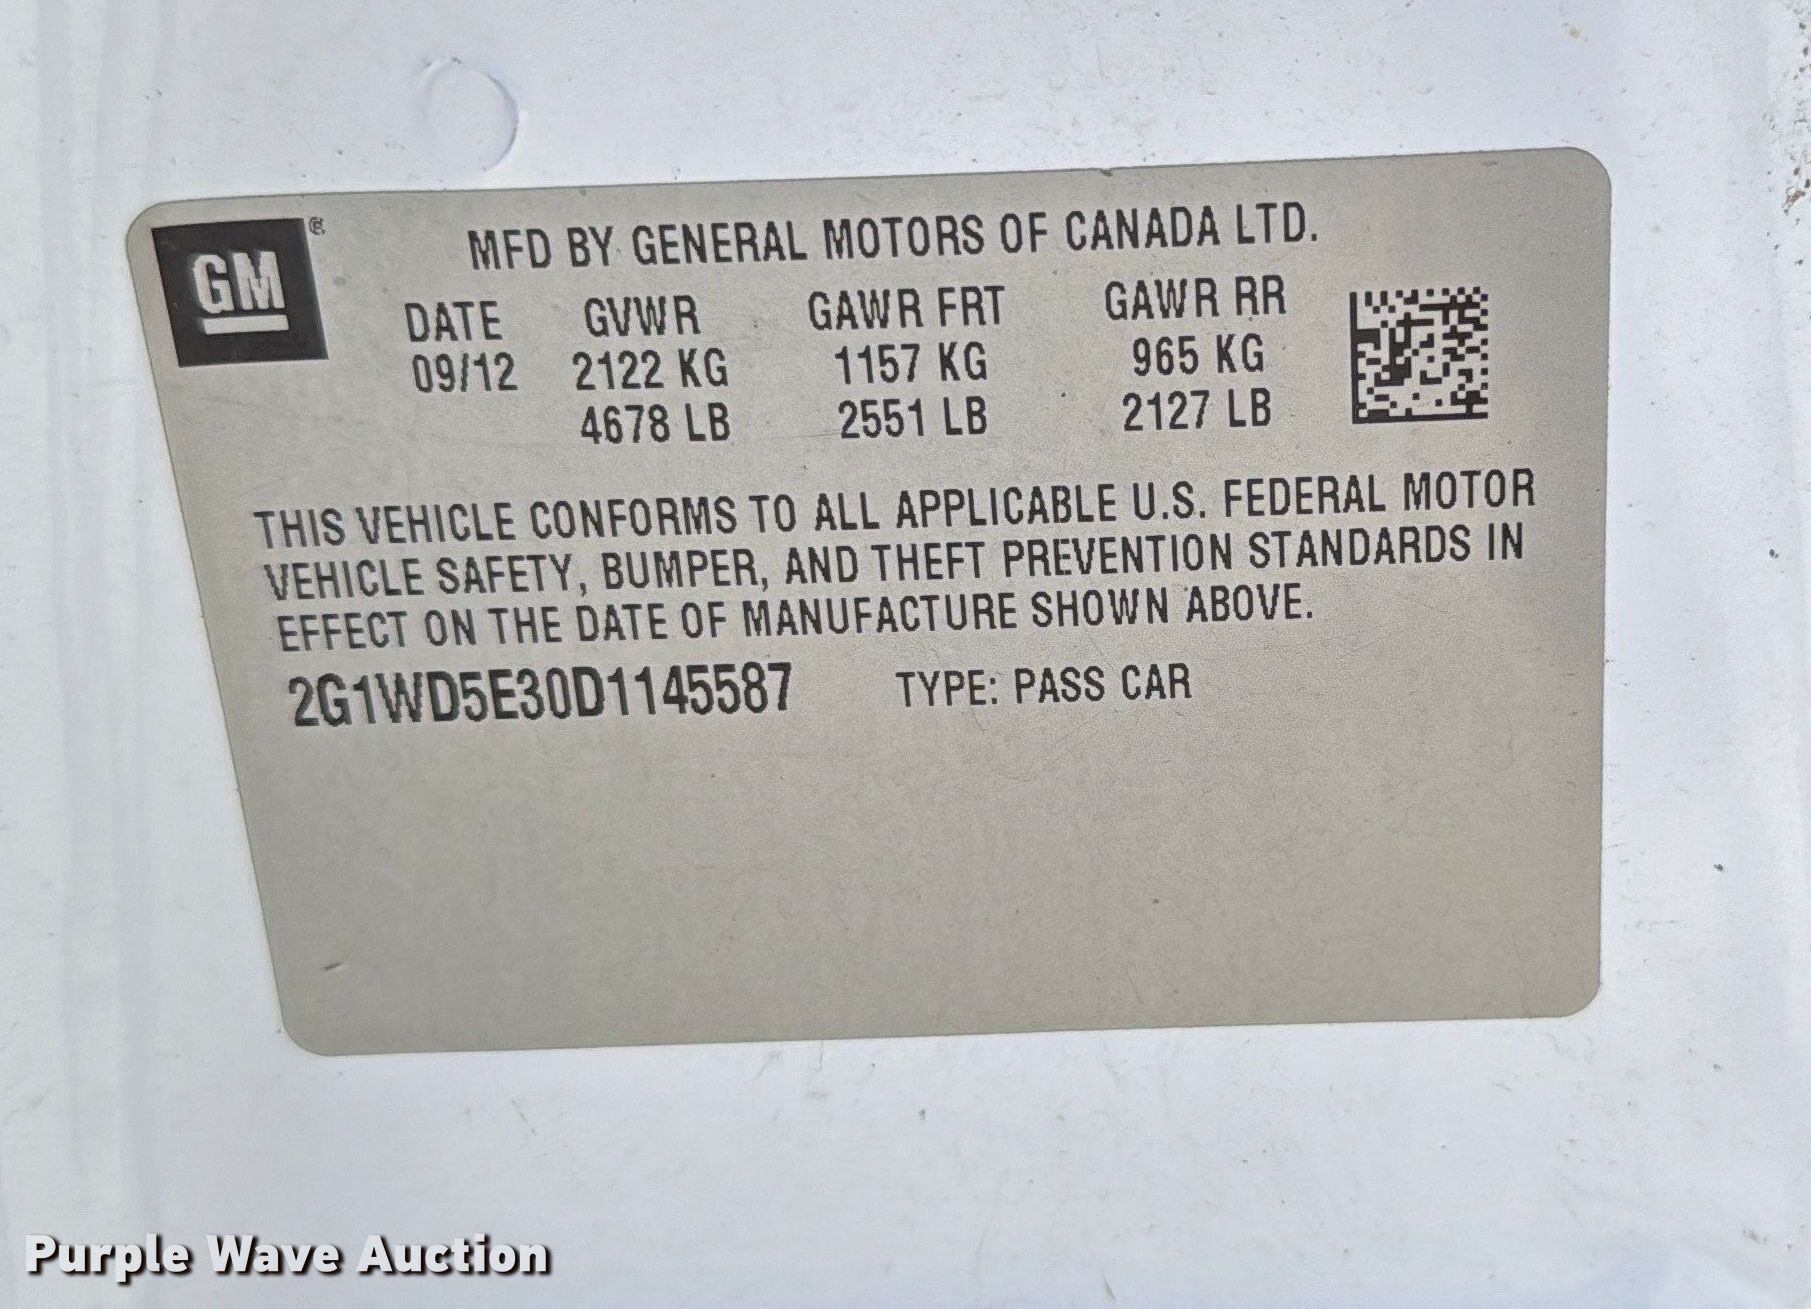 GM
MFD BY GENERAL MOTORS OF CANADA LTD.
DATE GVWR GAWR FRT GAWR RR
09/12 2122 KG 1157 KG 965 KG
4678 LB 2551 LB 2127 LB
THIS VEHICLE CONFORMS TO ALL APPLICABLE U.S. FEDERAL MOTOR
VEHICLE SAFETY, BUMPER, AND THEFT PREVENTION STANDARDS IN
EFFECT ON THE DATE OF MANUFACTURE SHOWN ABOVE.
2G1WD5E30D1145587 TYPE: PASS CAR
Purple Wave Auction